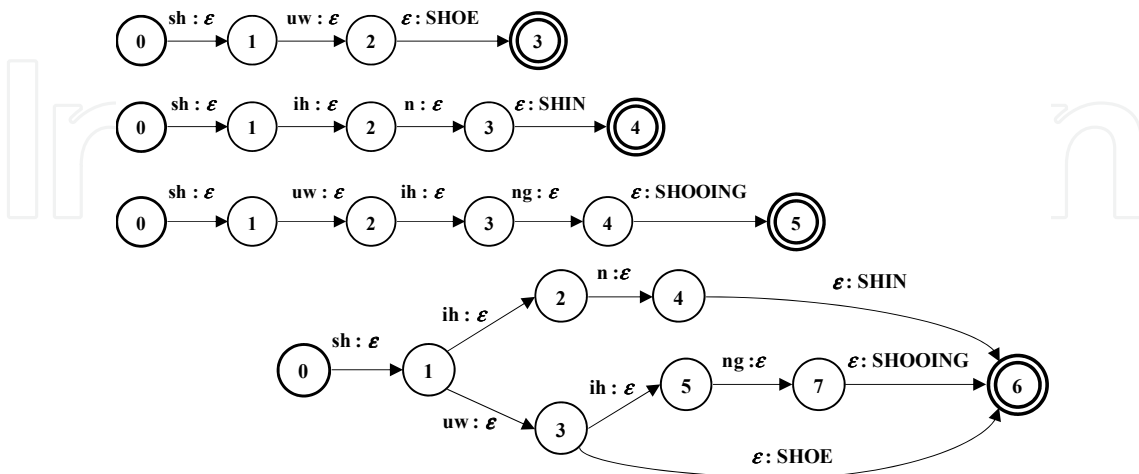 sh : ε uw : ε ε: SHOE
0 1 2 3
sh : ε ih : ε n : ε ε: SHIN
0 1 2 3 4
sh : ε uw : ε ih : ε ng : ε ε: SHOOING
0 1 2 3 4 5
n :ε ε: SHIN
2 4
ih : ε
sh : ε ng :ε ε: SHOOING
0 1 ih : ε 5 7 6
uw : ε
3
ε: SHOE